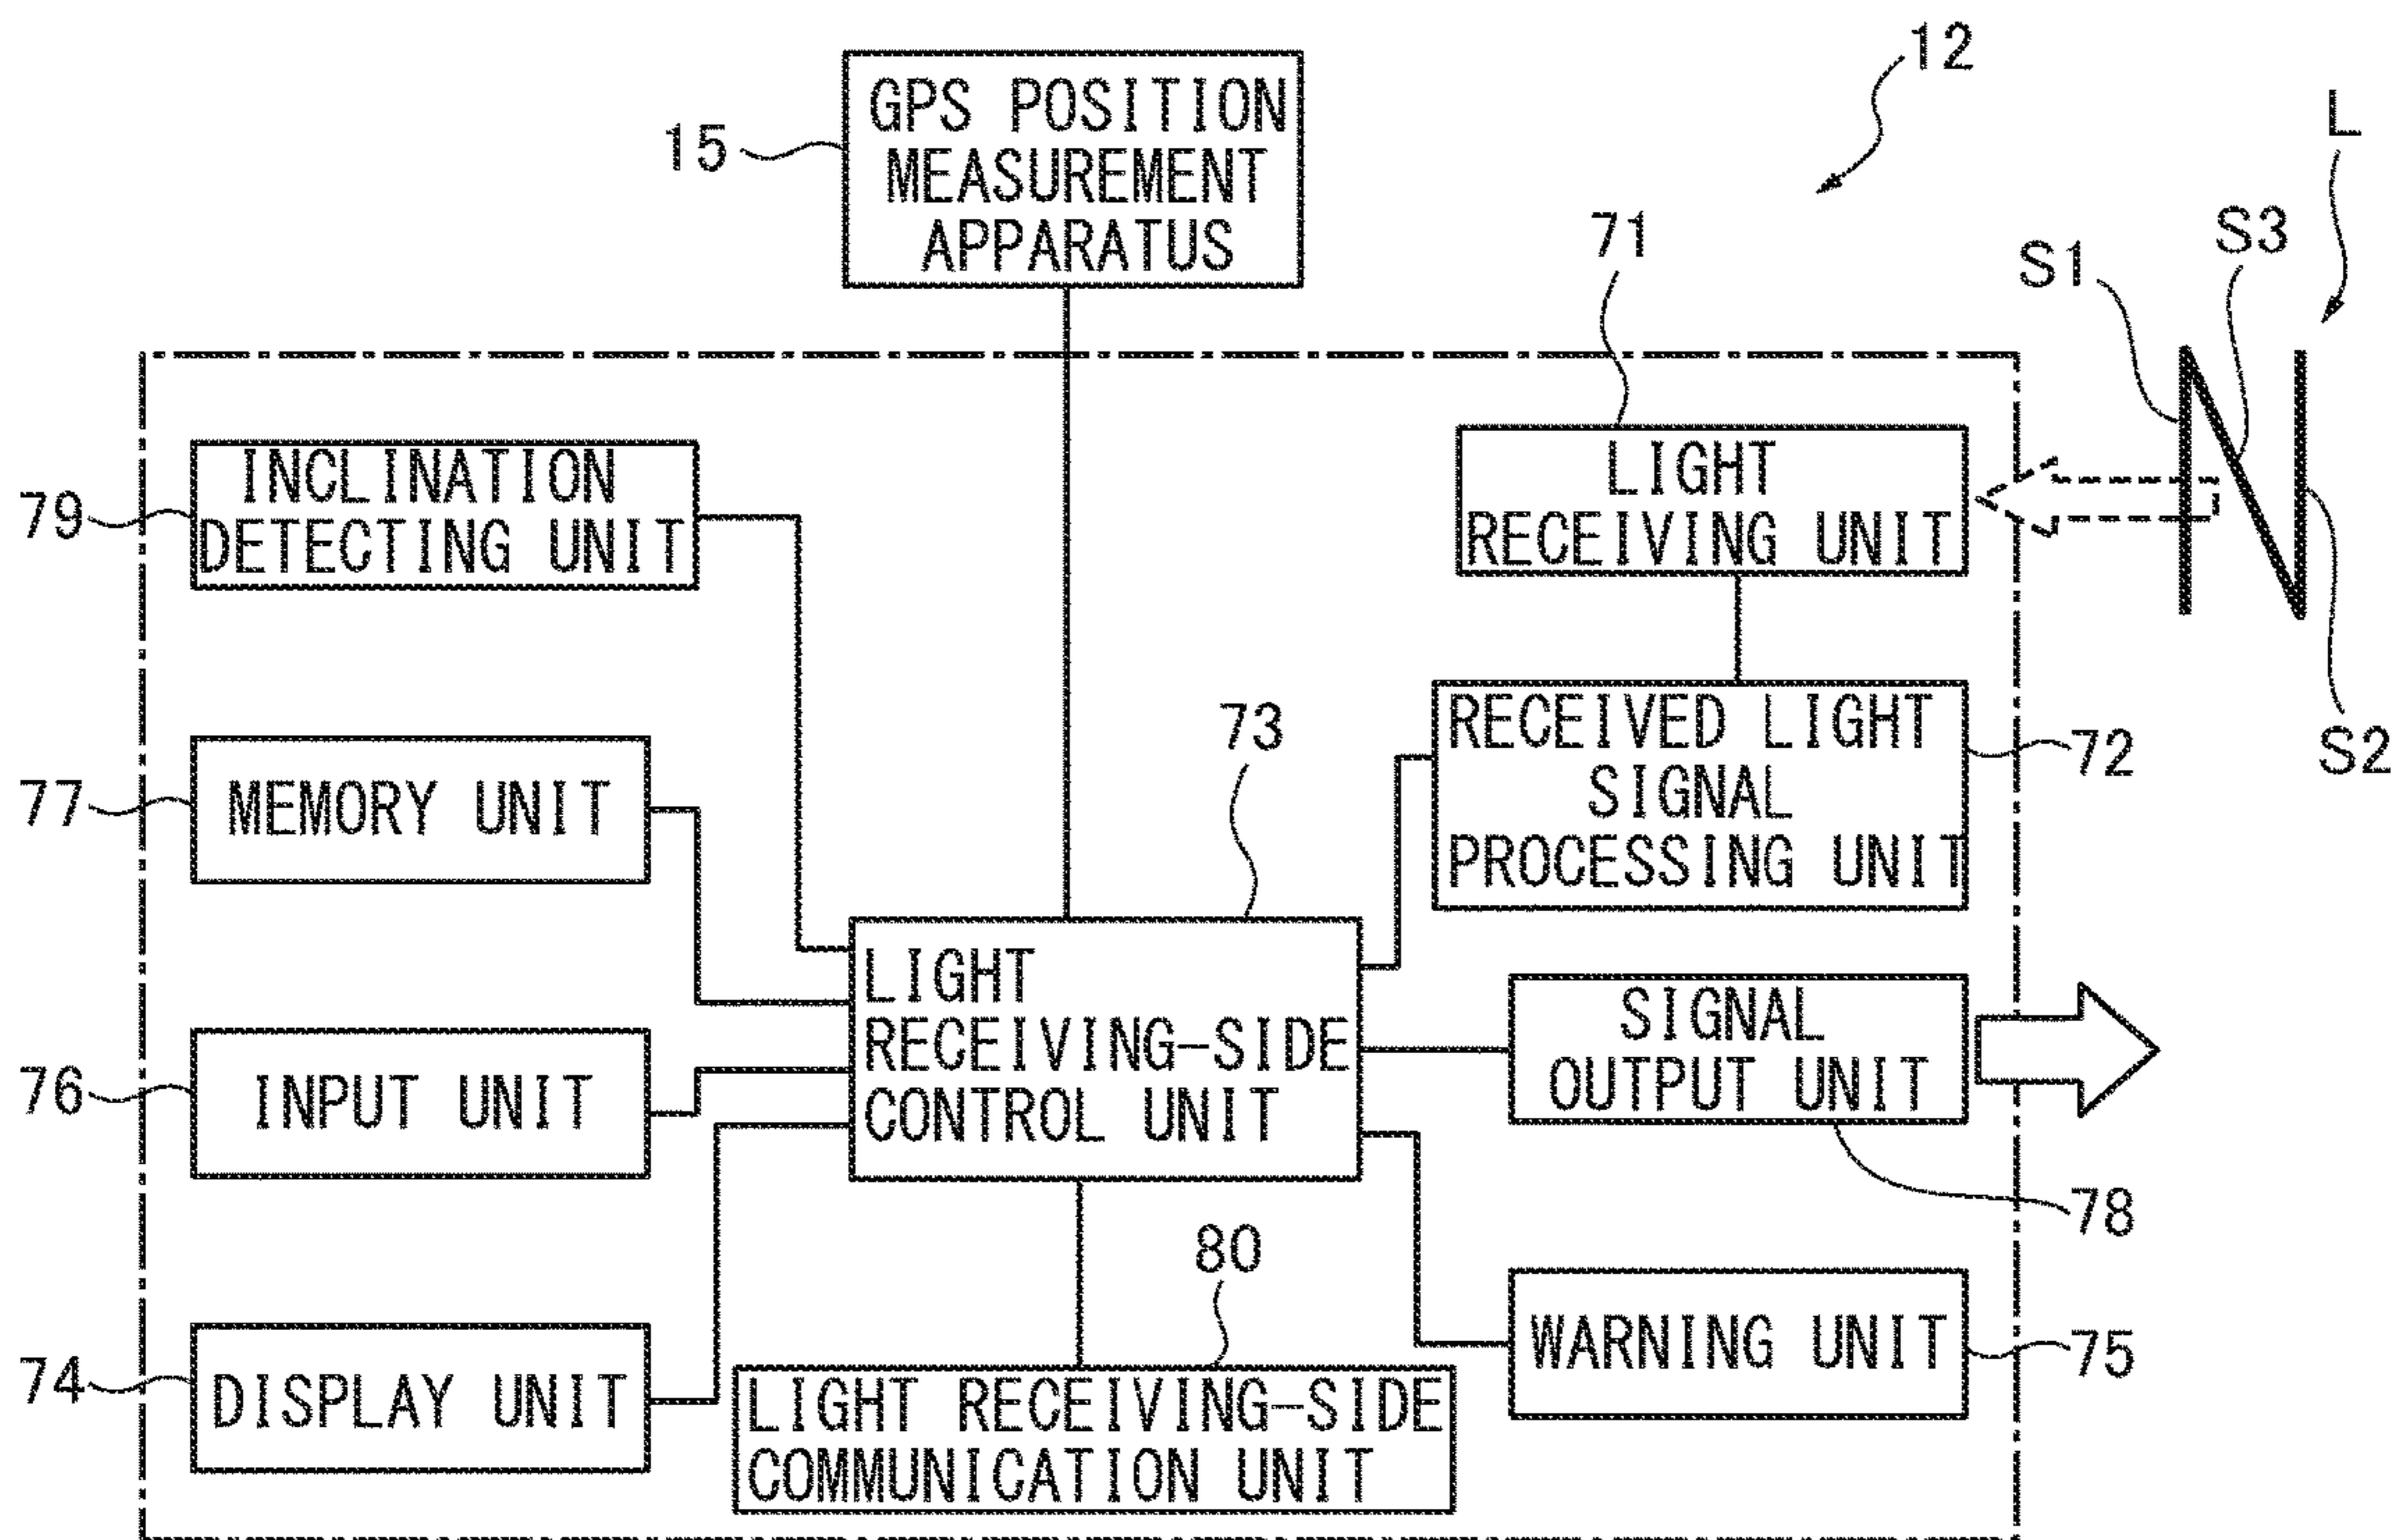 12
GPS POSITION
MEASUREMENT
APPARATUS
15
L
S3
S1
71
LIGHT
RECEIVING UNIT
INCLINATION
DETECTING UNIT
79
73
RECEIVED LIGHT
SIGNAL
PROCESSING UNIT
72
S2
77
MEMORY UNIT
LIGHT
RECEIVING-SIDE
CONTROL UNIT
SIGNAL
OUTPUT UNIT
76
INPUT UNIT
78
80
WARNING UNIT
75
74
DISPLAY UNIT
LIGHT RECEIVING-SIDE
COMMUNICATION UNIT